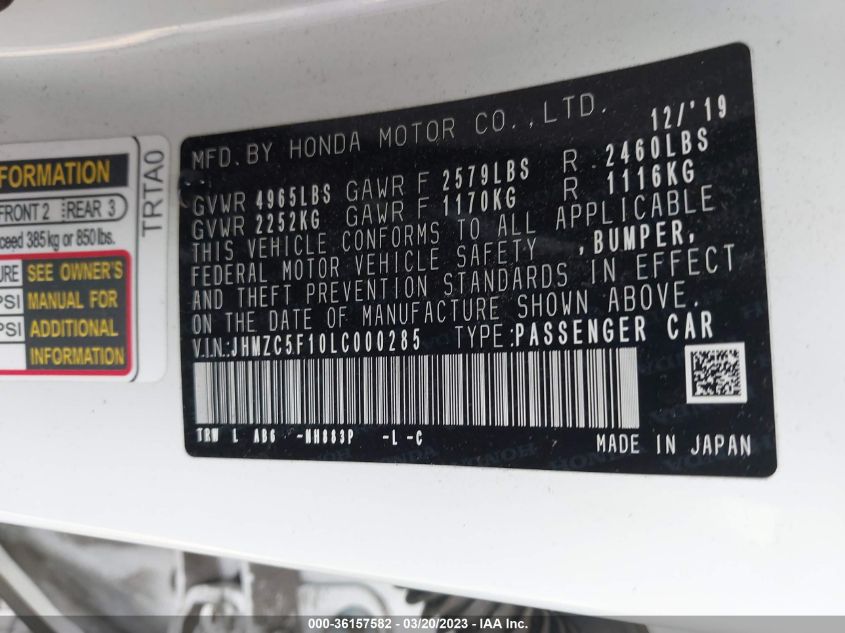 MFD. BY HONDA MOTOR CO.,LTD. 12/'19
GVWR 4965LBS GAWR F 2579LBS R 2460LBS
GVWR 2252KG GAWR F 1170KG R 1116KG
THIS VEHICLE CONFORMS TO ALL APPLICABLE
FEDERAL MOTOR VEHICLE SAFETY ,BUMPER,
AND THEFT PREVENTION STANDARDS IN EFFECT
ON THE DATE OF MANUFACTURE SHOWN ABOVE.
V.I.N:JHMZC5F10LC000285 TYPE:PASSENGER CAR
TRW L AB6 -NH883P -L -C
MADE IN JAPAN
FORMATION
FRONT 2 REAR 3
ceed 385 kg or 850 lbs.
TRTA0
URE SEE OWNER'S
PSI MANUAL FOR
PSI ADDITIONAL
INFORMATION
HONDA
000-36157582 / 03/20/2023 / IAA Inc.